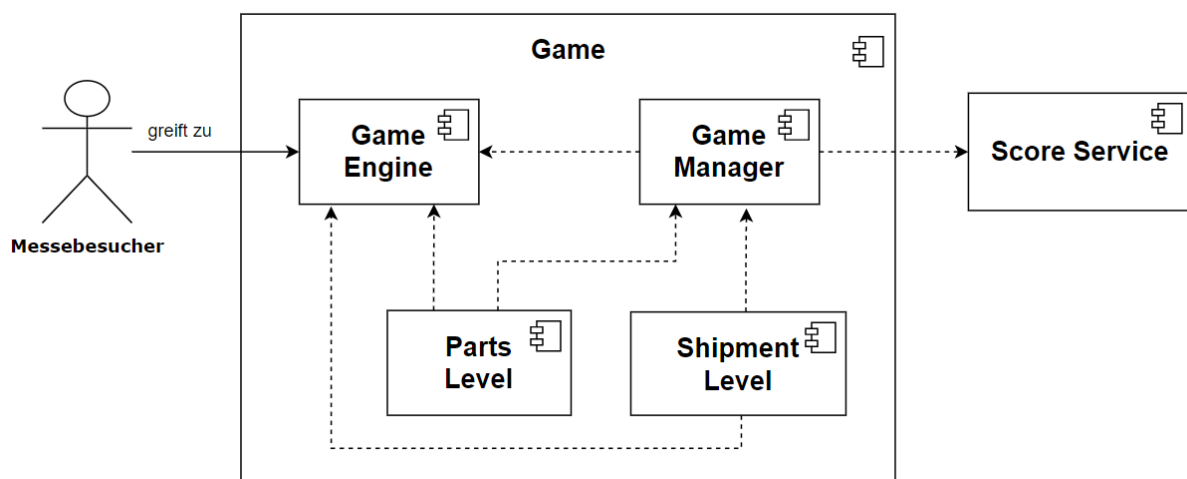 Game
greift zu
Game
Engine
Game
Manager
Score Service
Messebesucher
Parts
Level
Shipment
Level